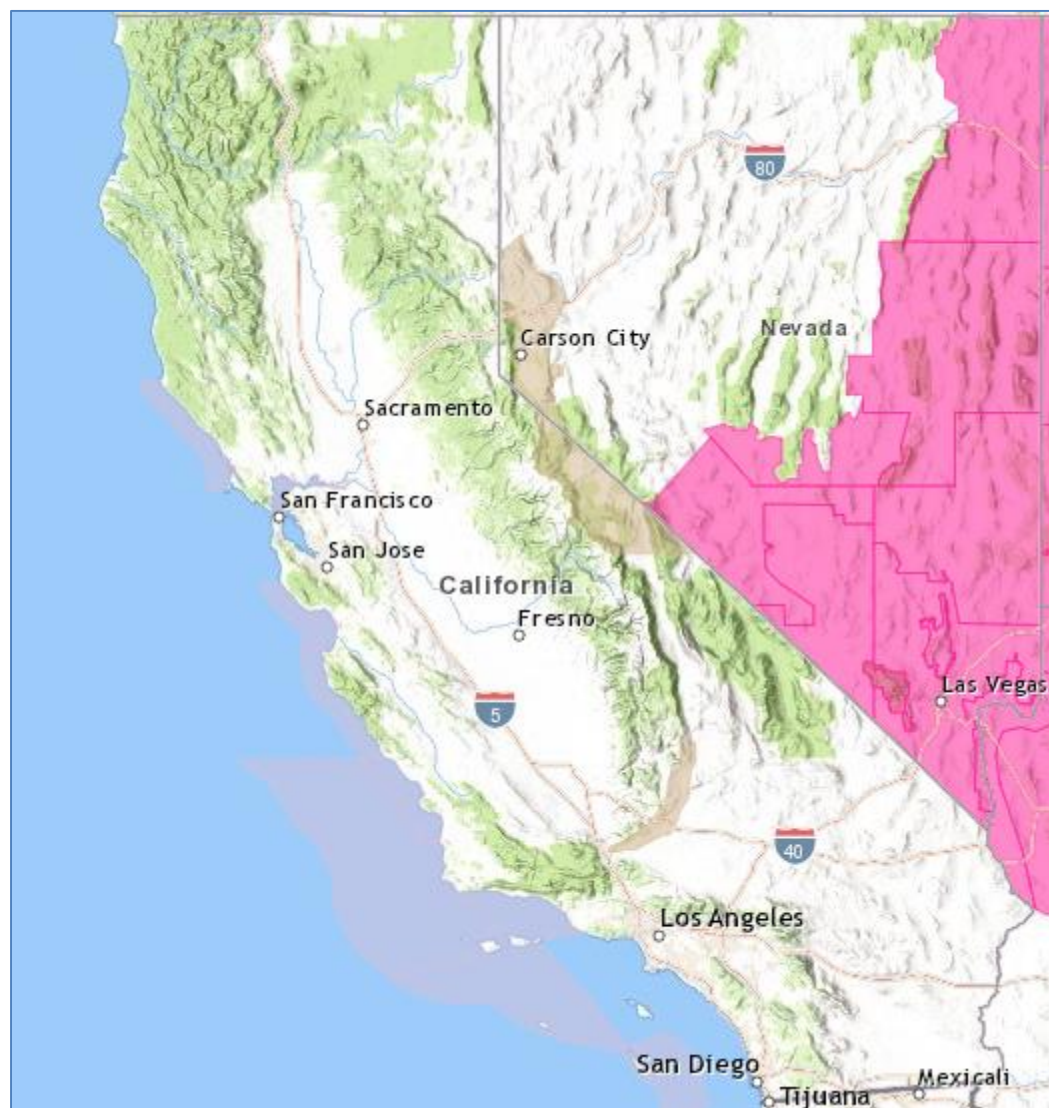 80
Nevada
Carson City
Sacramento
San Francisco
San Jose
California
Fresno
Las Vegas
5
40
Los Angeles
San Diego
Mexicali
Tijuana